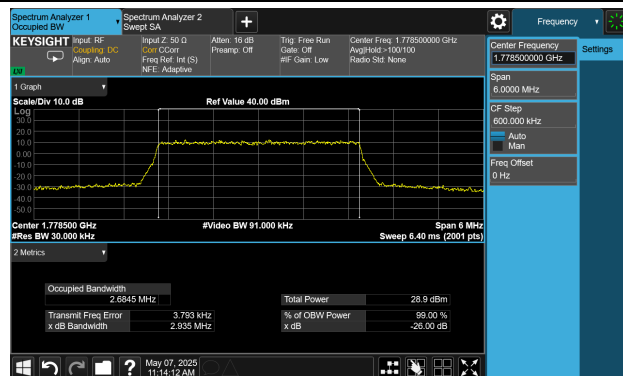 Spectrum Analyzer 1
Occupied BW
Spectrum Analyzer 2
Swept SA
+
Frequency
KEYSIGHT
Input: RF
Coupling: DC
Align: Auto
Input Z: 50 Ω
Corr CCorr
Freq Ref: Int (S)
NFE: Adaptive
Atten: 16 dB
Preamp: Off
Trig: Free Run
Gate: Off
#IF Gain: Low
Center Freq: 1.778500000 GHz
Avg|Hold:>100/100
Radio Std: None
Center Frequency
1.778500000 GHz
Settings
Span
6.0000 MHz
CF Step
600.000 kHz
Auto
Man
Freq Offset
0 Hz
1 Graph
Scale/Div 10.0 dB
Ref Value 40.00 dBm
Log
30.0
20.0
10.0
0.00
-10.0
-20.0
-30.0
-40.0
-50.0
Center 1.778500 GHz
#Video BW 91.000 kHz
Span 6 MHz
#Res BW 30.000 kHz
Sweep 6.40 ms (2001 pts)
2 Metrics
Occupied Bandwidth
2.6845 MHz
Total Power
28.9 dBm
Transmit Freq Error
3.793 kHz
% of OBW Power
99.00 %
x dB Bandwidth
2.935 MHz
x dB
-26.00 dB
?
May 07, 2025
11:14:12 AM